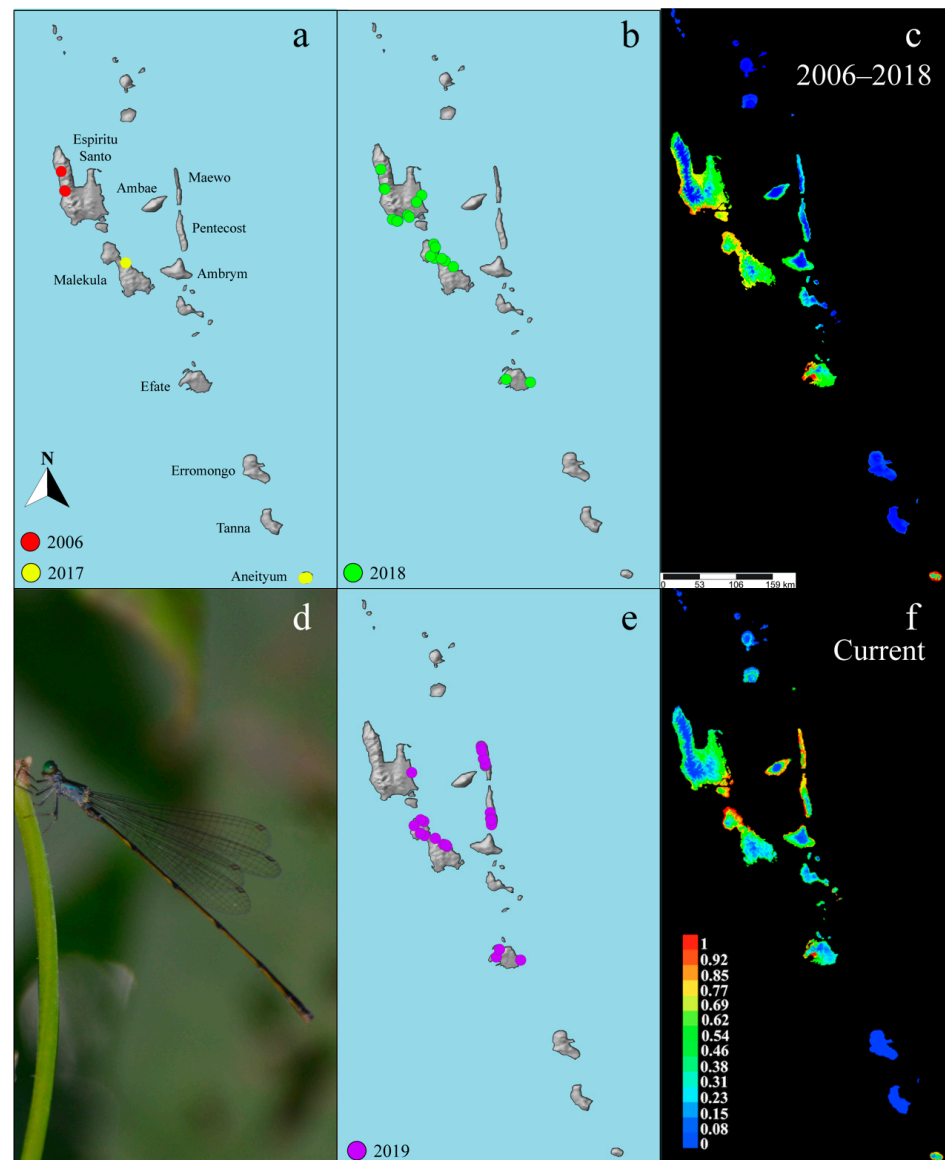 a
Espiritu
Santo
Ambae
Maewo
Pentecost
Malekula
Ambrym
Efate
N
Erromongo
Tanna
2006
2017
Aneityum
b
2018
c
2006–2018
0 53 106 159 km
d
e
2019
f
Current
1
0.92
0.85
0.77
0.69
0.62
0.54
0.46
0.38
0.31
0.23
0.15
0.08
0